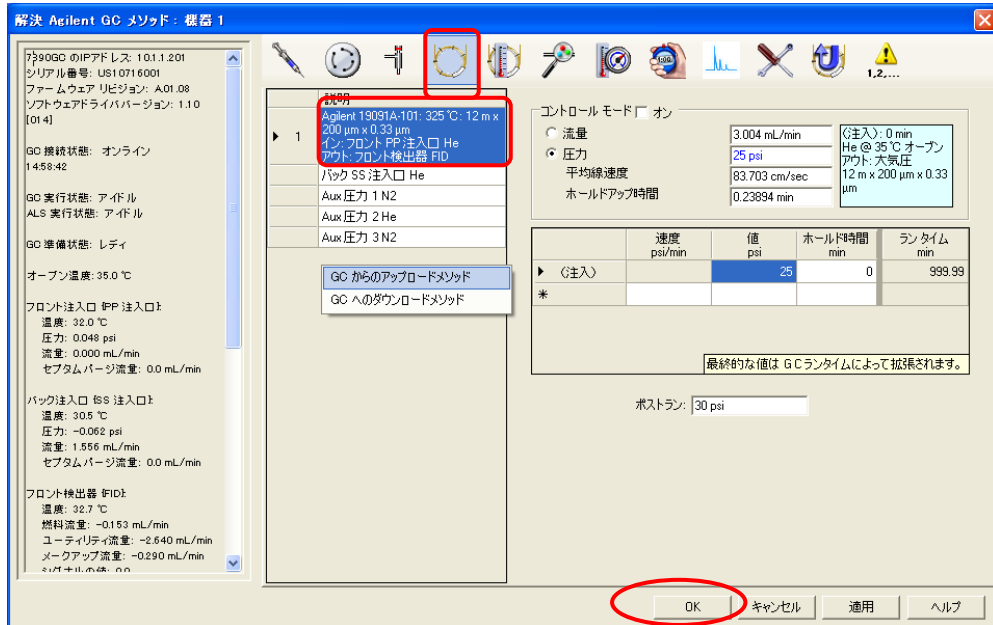 解決 Agilent GC メソッド: 機器 1
7890GC のIPアドレス: 10.1.1.201
シリアル番号: US10716001
ファームウェア リビジョン: A.01.08
ソフトウェアドライババージョン: 1.10
[014]
GC 接続状態: オンライン
14:58:42
GC 実行状態: アイドル
ALS 実行状態: アイドル
GC 準備状態: レディ
オーブン温度: 35.0 ℃
フロント注入口 (PP 注入口):
温度: 32.0 ℃
圧力: 0.048 psi
流量: 0.000 mL/min
セプタムパージ流量: 0.0 mL/min
バック注入口 (SS 注入口):
温度: 30.5 ℃
圧力: -0.062 psi
流量: 1.556 mL/min
セプタムパージ流量: 0.0 mL/min
フロント検出器 (FID):
温度: 32.7 ℃
燃料流量: -0.153 mL/min
ユーティリティ流量: -2.640 mL/min
メークアップ流量: -0.290 mL/min
シグナルの値: 0.0
1,2,...
説明
1
Agilent 19091A-101: 325 ℃: 12 m x
200 µm x 0.33 µm
イン: フロント PP 注入口 He
アウト: フロント検出器 FID
バック SS 注入口 He
Aux 圧力 1 N2
Aux 圧力 2 He
Aux 圧力 3 N2
GC からのアップロードメソッド
GC へのダウンロードメソッド
コントロール モード オン
流量 3.004 mL/min
圧力 25 psi
平均線速度 83.703 cm/sec
ホールドアップ時間 0.23894 min
(注入): 0 min
He @ 35 ℃ オーブン
アウト: 大気圧
12 m x 200 µm x 0.33
µm
速度 値 ホールド時間 ラン タイム
psi/min psi min min
(注入) 25 0 999.99
*
最終的な値は GCランタイムによって拡張されます。
ポストラン: 30 psi
OK キャンセル 適用 ヘルプ